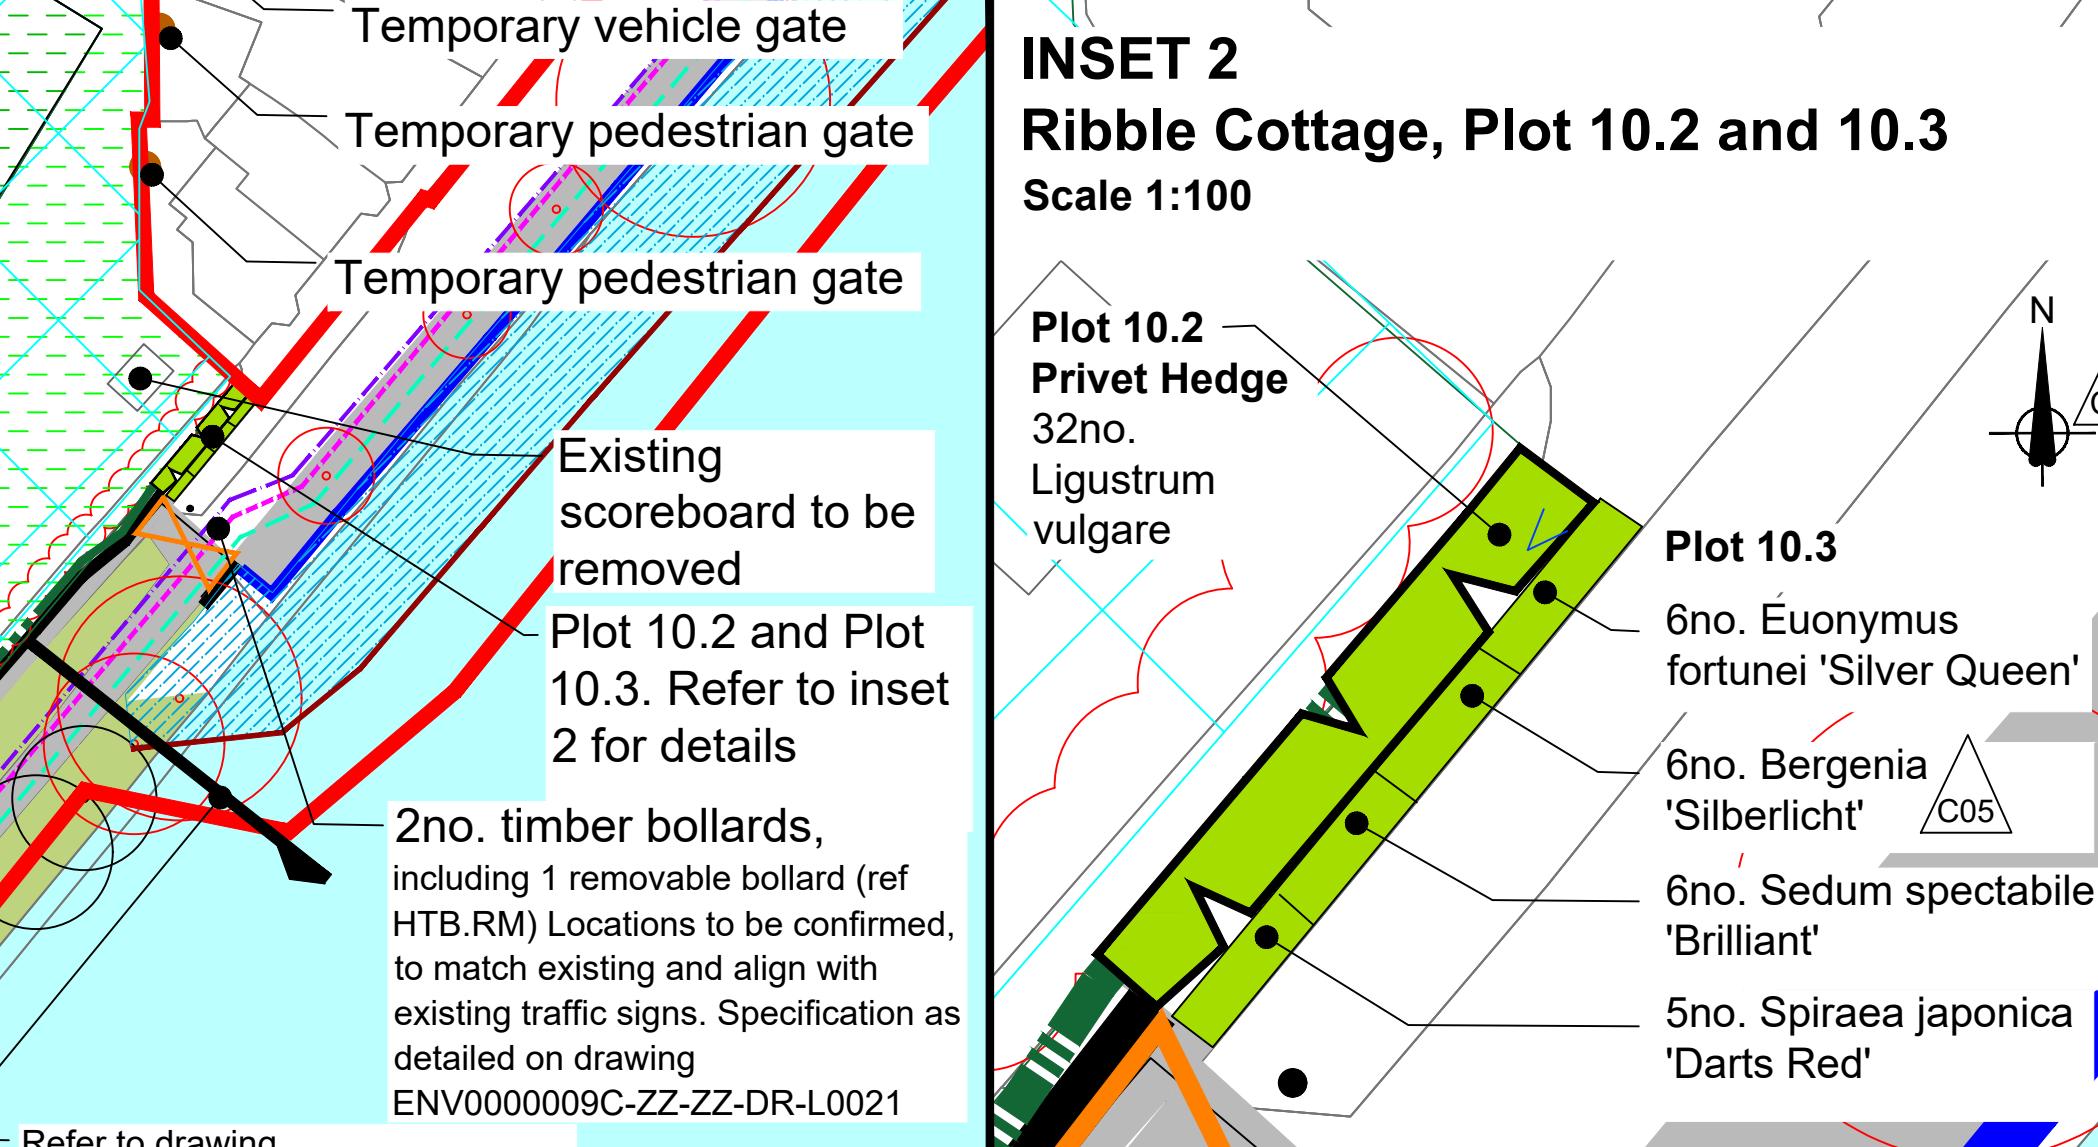 Temporary vehicle gate
Temporary pedestrian gate
Temporary pedestrian gate
Existing
scoreboard to be
removed
Plot 10.2 and Plot
10.3. Refer to inset
2 for details
2no. timber bollards,
including 1 removable bollard (ref
HTB.RM) Locations to be confirmed,
to match existing and align with
existing traffic signs. Specification as
detailed on drawing
ENV0000009C-ZZ-ZZ-DR-L0021
Refer to drawing
INSET 2
Ribble Cottage, Plot 10.2 and 10.3
Scale 1:100
N
Plot 10.2
Privet Hedge
32no.
Ligustrum
vulgare
Plot 10.3
6no. Euonymus
fortunei 'Silver Queen'
6no. Bergenia
'Silberlicht'
C05
6no. Sedum spectabile
'Brilliant'
5no. Spiraea japonica
'Darts Red'